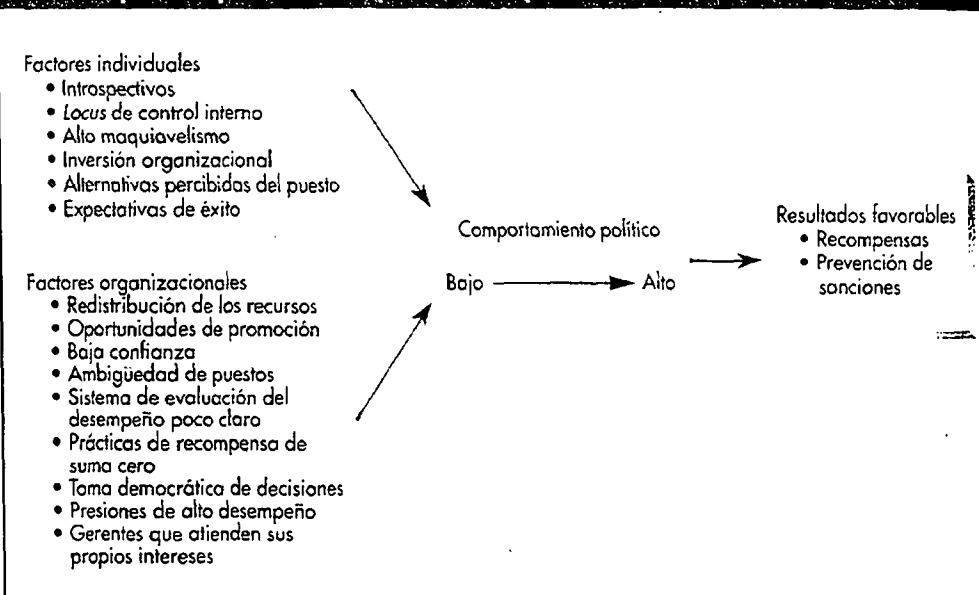 Factores individuales
• Introspectivos
• Locus de control interno
• Alto maquiavelismo
• Inversión organizacional
• Alternativas percibidas del puesto
• Expectativas de éxito
Factores organizacionales
• Redistribución de los recursos
• Oportunidades de promoción
• Baja confianza
• Ambigüedad de puestos
• Sistema de evaluación del
desempeño poco claro
• Prácticas de recompensa de
suma cero
• Toma democrática de decisiones
• Presiones de alto desempeño
• Gerentes que atienden sus
propios intereses
Comportamiento político
Bajo Alto
Resultados favorables
• Recompensas
• Prevención de
sanciones